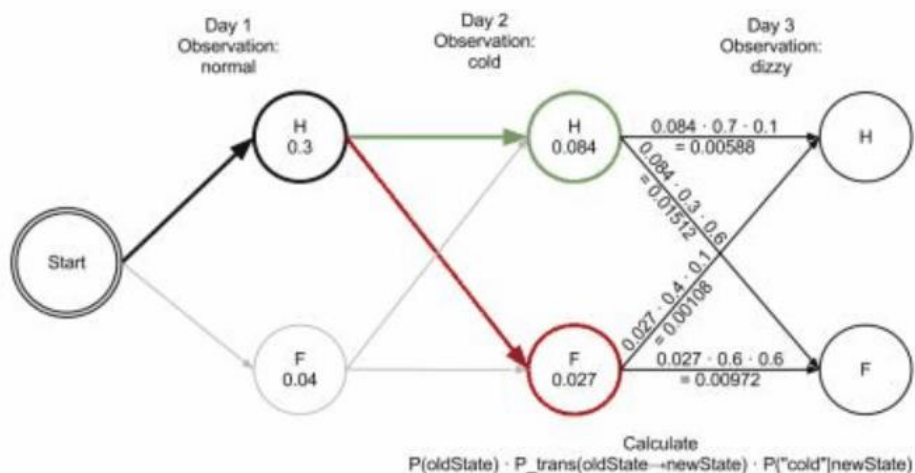 Day 1
Observation:
normal
Day 2
Observation:
cold
Day 3
Observation:
dizzy
Start
H
0.3
F
0.04
H
0.084
F
0.027
0.084 · 0.7 · 0.1
= 0.00588
0.084 · 0.3 · 0.6
= 0.01512
0.027 · 0.4 · 0.1
= 0.00108
0.027 · 0.6 · 0.6
= 0.00972
H
F
Calculate
P(oldState) · P_trans(oldState→newState) · P("cold"|newState)